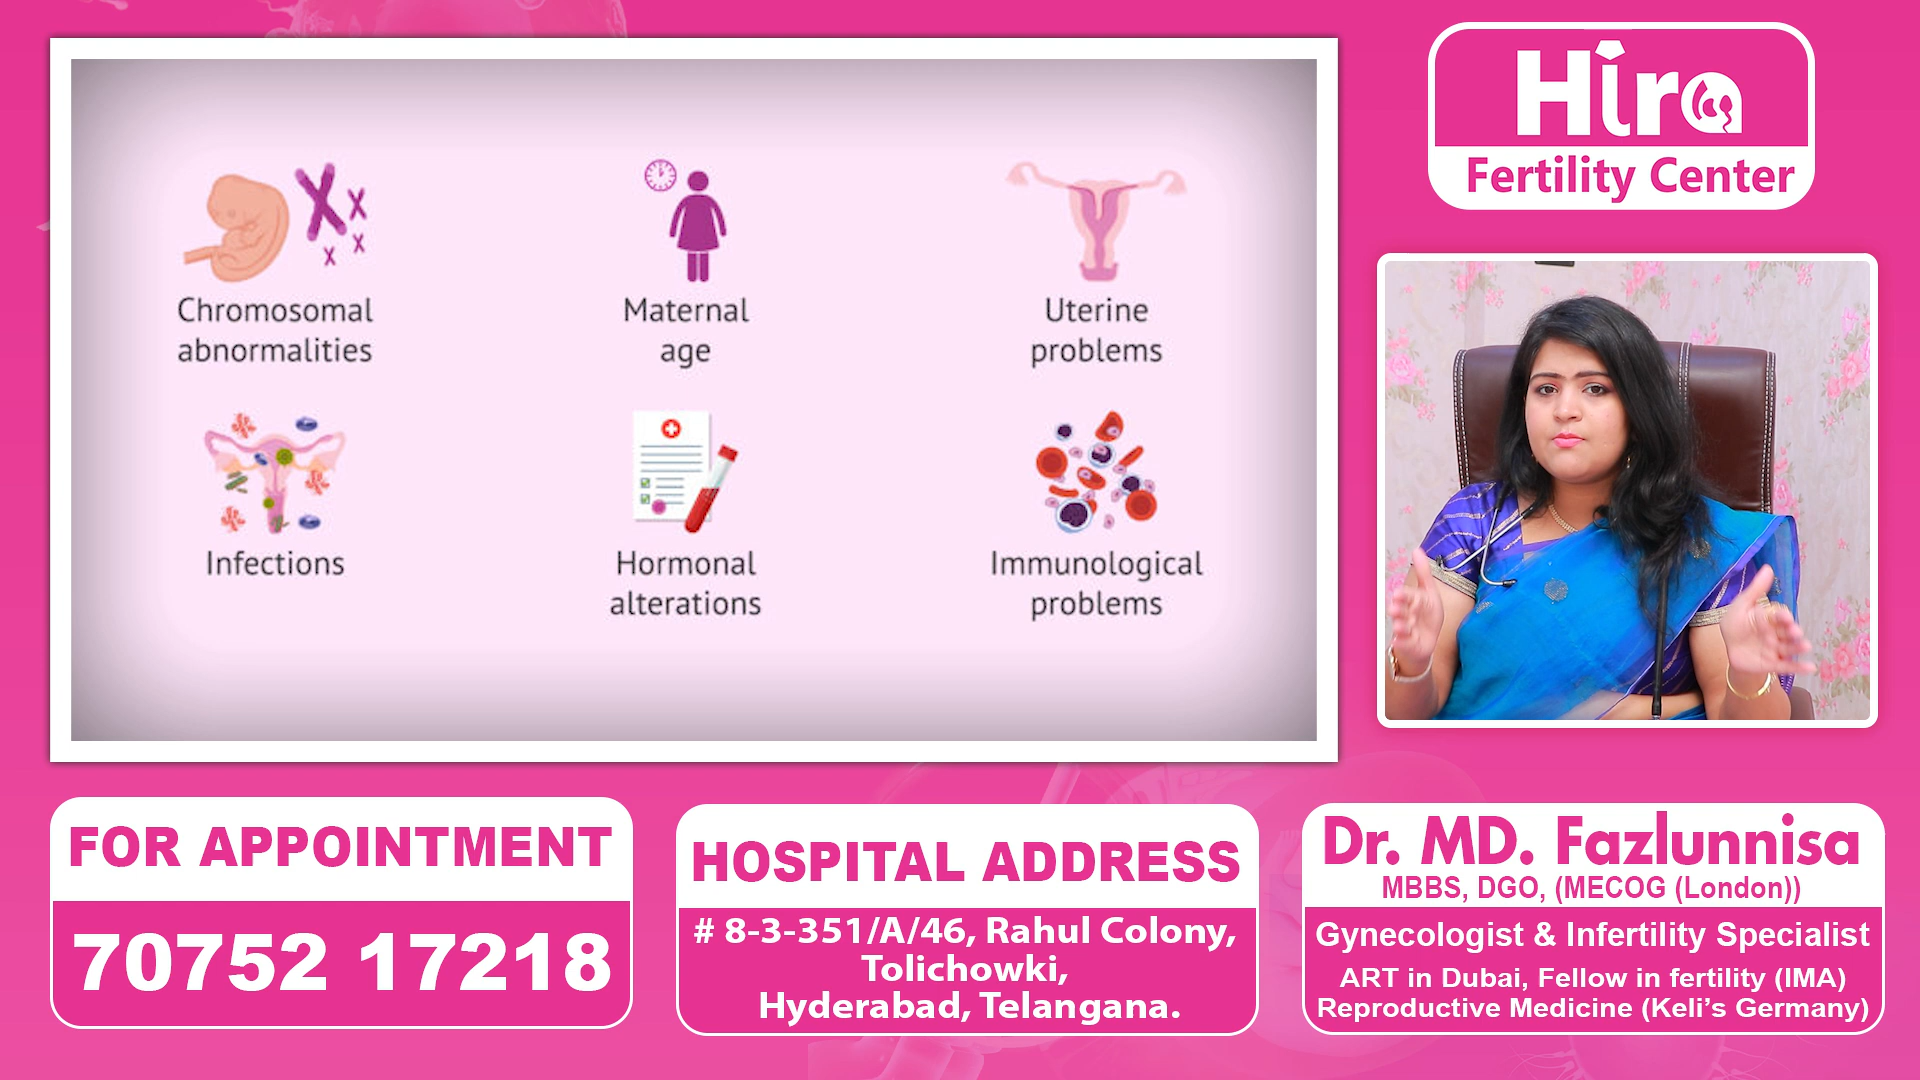 Hira
Fertility Center
Chromosomal
abnormalities
Maternal
age
Uterine
problems
Infections
Hormonal
alterations
Immunological
problems
FOR APPOINTMENT
70752 17218
HOSPITAL ADDRESS
# 8-3-351/A/46, Rahul Colony,
Tolichowki,
Hyderabad, Telangana.
Dr. MD. Fazlunnisa
MBBS, DGO, (MECOG (London))
Gynecologist & Infertility Specialist
ART in Dubai, Fellow in fertility (IMA)
Reproductive Medicine (Keli's Germany)